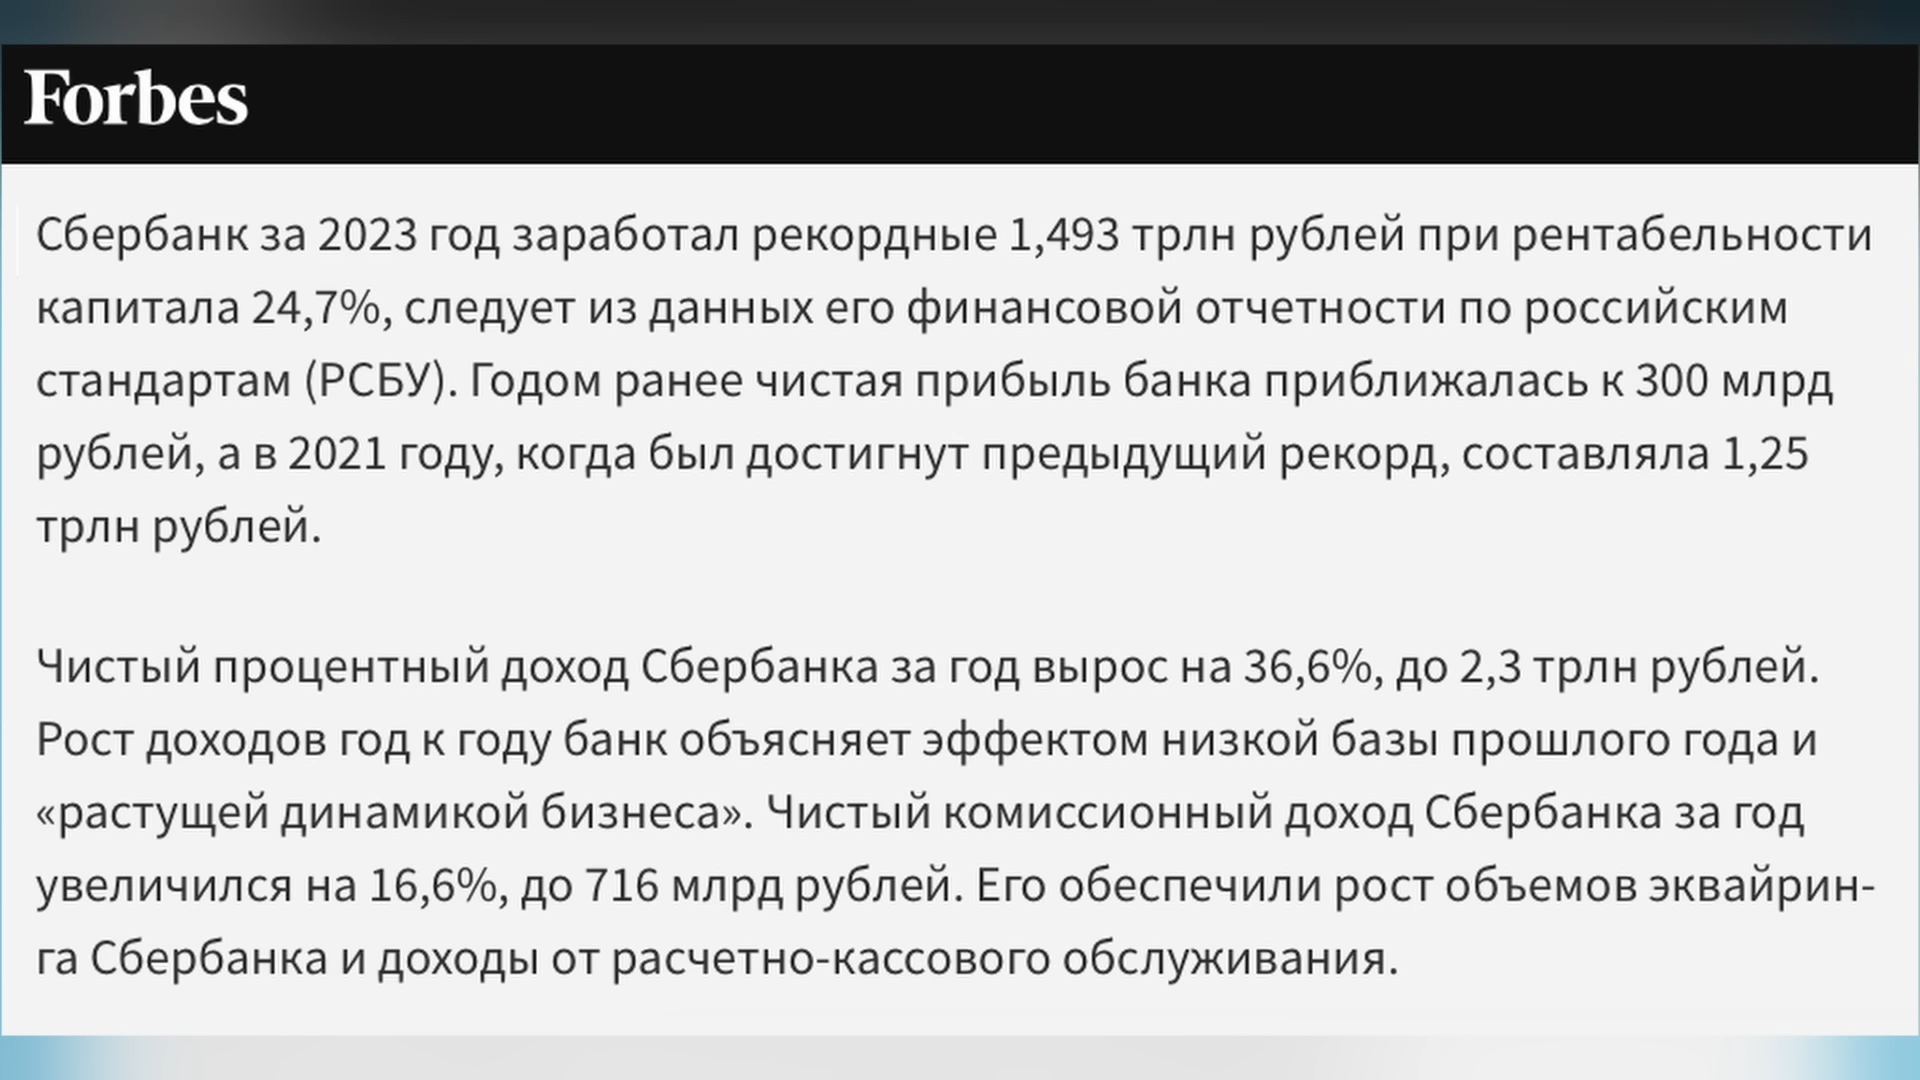 Forbes
Сбербанк за 2023 год заработал рекордные 1,493 трлн рублей при рентабельности
капитала 24,7%, следует из данных его финансовой отчетности по российским
стандартам (РСБУ). Годом ранее чистая прибыль банка приближалась к 300 млрд
рублей, а в 2021 году, когда был достигнут предыдущий рекорд, составляла 1,25
трлн рублей.
Чистый процентный доход Сбербанка за год вырос на 36,6%, до 2,3 трлн рублей.
Рост доходов год к году банк объясняет эффектом низкой базы прошлого года и
«растущей динамикой бизнеса». Чистый комиссионный доход Сбербанка за год
увеличился на 16,6%, до 716 млрд рублей. Его обеспечили рост объемов эквайрин-
га Сбербанка и доходы от расчетно-кассового обслуживания.